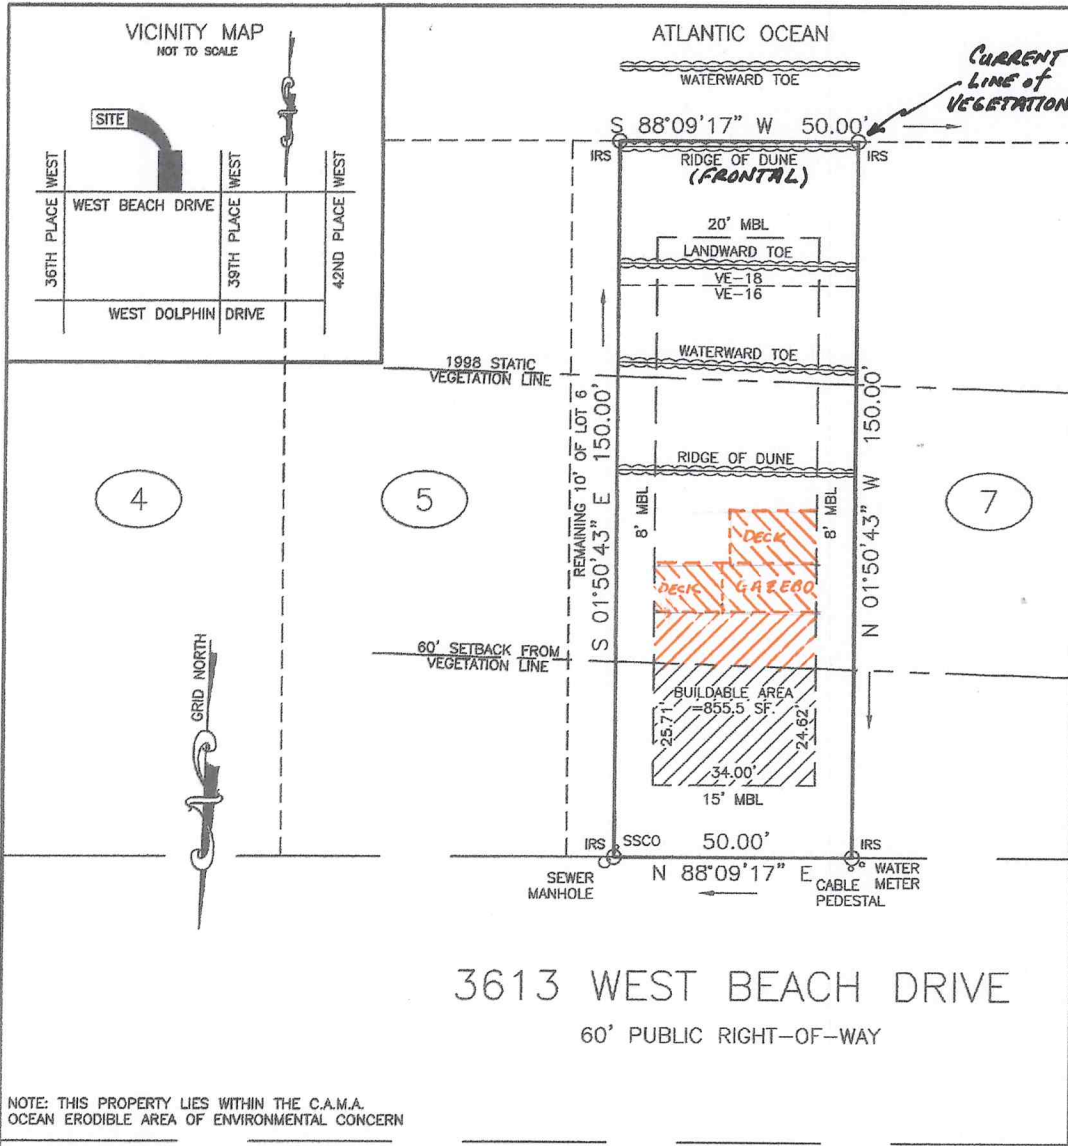 VICINITY MAP
NOT TO SCALE
SITE
36TH PLACE WEST
WEST BEACH DRIVE
39TH PLACE WEST
42ND PLACE WEST
WEST DOLPHIN DRIVE
ATLANTIC OCEAN
WATERWARD TOE
CURRENT
LINE of
VEGETATION
S 88°09'17" W 50.00'
IRS
IRS
RIDGE OF DUNE
(FRONTAL)
20' MBL
LANDWARD TOE
VE-18
VE-16
WATERWARD TOE
1998 STATIC
VEGETATION LINE
RIDGE OF DUNE
4
5
7
REMAINING 10' OF LOT 6
S 01°50'43" E 150.00'
8' MBL
8' MBL
N 01°50'43" W 150.00'
DECK
DECK
GAZEBO
60' SETBACK FROM
VEGETATION LINE
GRID NORTH
BUILDABLE AREA
=855.5 SF.
25.71'
24.62'
34.00'
15' MBL
IRS
SSCO
50.00'
IRS
SEWER
MANHOLE
N 88°09'17" E
CABLE
PEDESTAL
WATER
METER
3613 WEST BEACH DRIVE
60' PUBLIC RIGHT-OF-WAY
NOTE: THIS PROPERTY LIES WITHIN THE C.A.M.A.
OCEAN ERODIBLE AREA OF ENVIRONMENTAL CONCERN